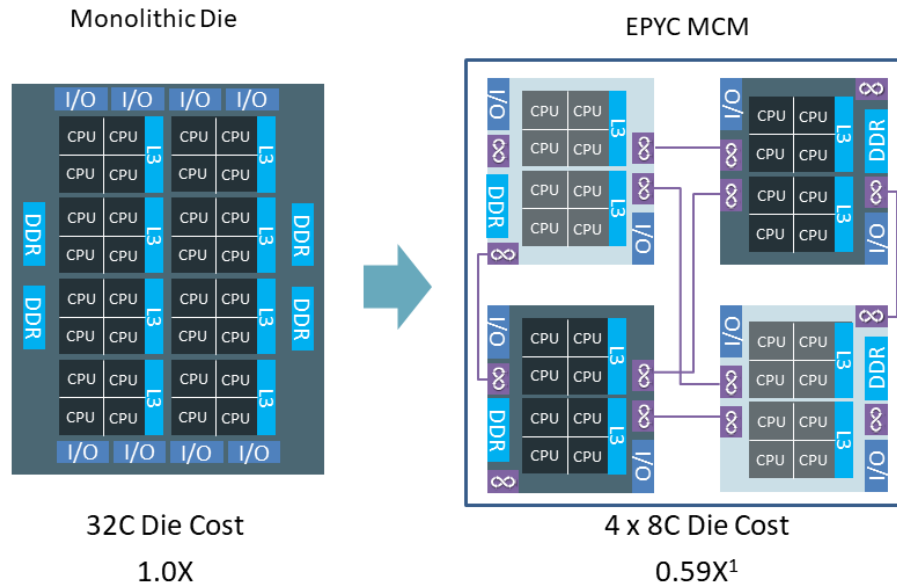 Monolithic Die
I/O I/O I/O I/O
CPU CPU L3 CPU CPU L3
CPU CPU CPU CPU
DDR CPU CPU L3 CPU CPU L3 DDR
CPU CPU CPU CPU
DDR CPU CPU L3 CPU CPU L3 DDR
CPU CPU CPU CPU
CPU CPU L3 CPU CPU L3
CPU CPU CPU CPU
I/O I/O I/O I/O
32C Die Cost
1.0X
EPYC MCM
I/O CPU CPU L3
∞ CPU CPU ∞
DDR CPU CPU L3 ∞
CPU CPU I/O
∞
∞
I/O CPU CPU L3 DDR
∞ CPU CPU
∞ CPU CPU L3 ∞
CPU CPU I/O
I/O CPU CPU L3
∞ CPU CPU ∞
DDR CPU CPU L3 ∞
CPU CPU I/O
∞
∞
I/O CPU CPU L3 DDR
∞ CPU CPU
∞ CPU CPU L3 ∞
CPU CPU I/O
4 x 8C Die Cost
0.59X¹